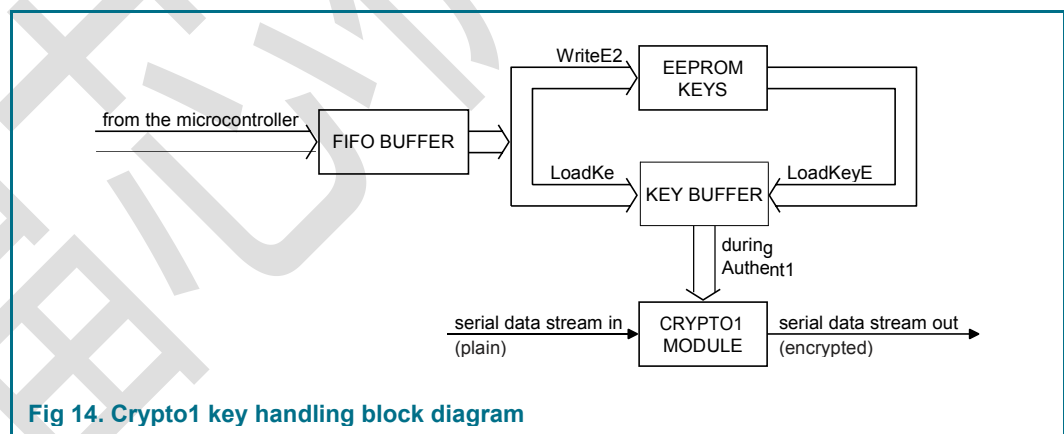 WriteE2
EEPROM
KEYS
from the microcontroller
FIFO BUFFER
LoadKe
LoadKeyE
KEY BUFFER
during
Authent1
serial data stream in
(plain)
CRYPTO1
MODULE
serial data stream out
(encrypted)
Fig 14. Crypto1 key handling block diagram